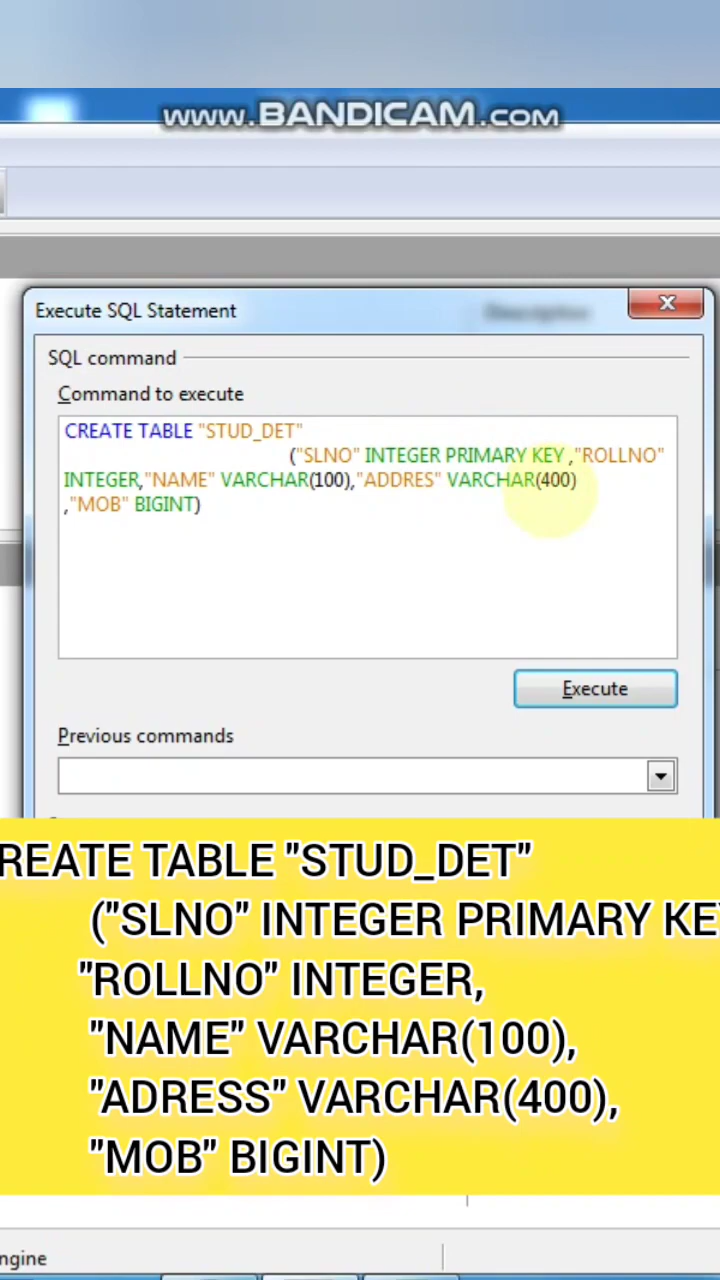 www.BANDICAM.com
Execute SQL Statement
SQL command
Command to execute
CREATE TABLE "STUD_DET"
("SLNO" INTEGER PRIMARY KEY ,"ROLLNO"
INTEGER,"NAME" VARCHAR(100),"ADDRES" VARCHAR(400)
,"MOB" BIGINT)
Execute
Previous commands
REATE TABLE "STUD_DET"
("SLNO" INTEGER PRIMARY KE
"ROLLNO" INTEGER,
"NAME" VARCHAR(100),
"ADRESS" VARCHAR(400),
"MOB" BIGINT)
ngine